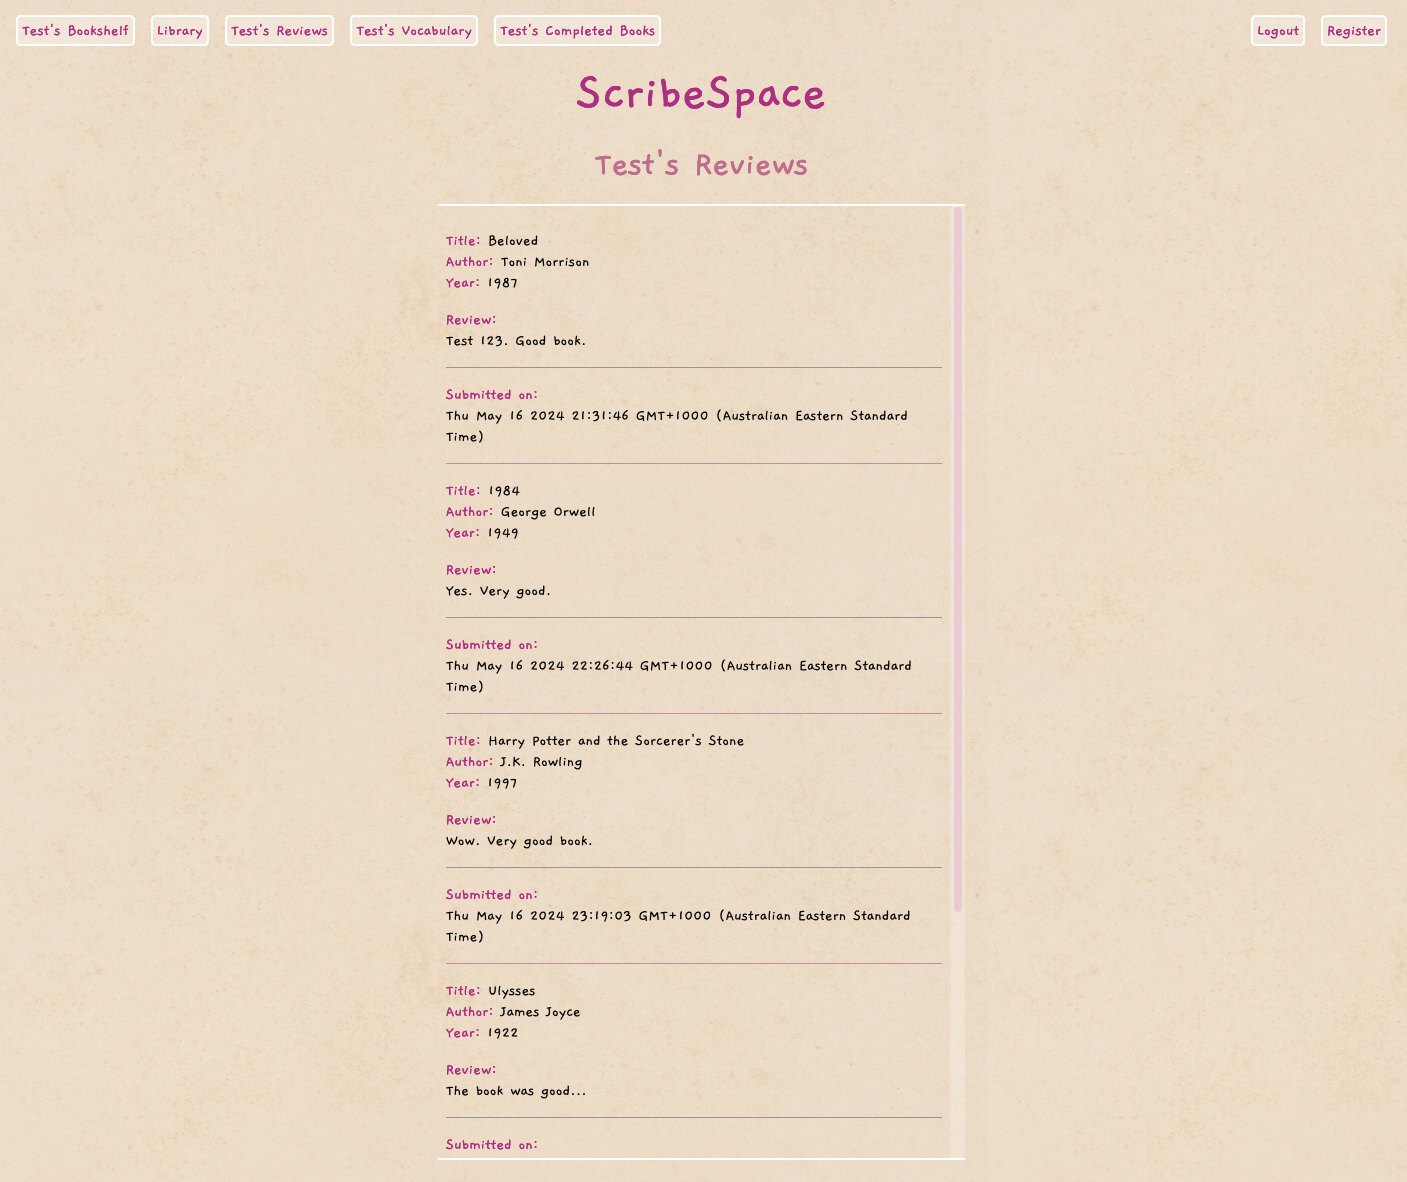 Test's Bookshelf Library Test's Reviews Test's Vocabulary Test's Completed Books Logout Register
ScribeSpace
Test's Reviews
Title: Beloved
Author: Toni Morrison
Year: 1987
Review:
Test 123. Good book.
Submitted on:
Thu May 16 2024 21:31:46 GMT+1000 (Australian Eastern Standard
Time)
Title: 1984
Author: George Orwell
Year: 1949
Review:
Yes. Very good.
Submitted on:
Thu May 16 2024 22:26:44 GMT+1000 (Australian Eastern Standard
Time)
Title: Harry Potter and the Sorcerer's Stone
Author: J.K. Rowling
Year: 1997
Review:
Wow. Very good book.
Submitted on:
Thu May 16 2024 23:19:03 GMT+1000 (Australian Eastern Standard
Time)
Title: Ulysses
Author: James Joyce
Year: 1922
Review:
The book was good...
Submitted on: